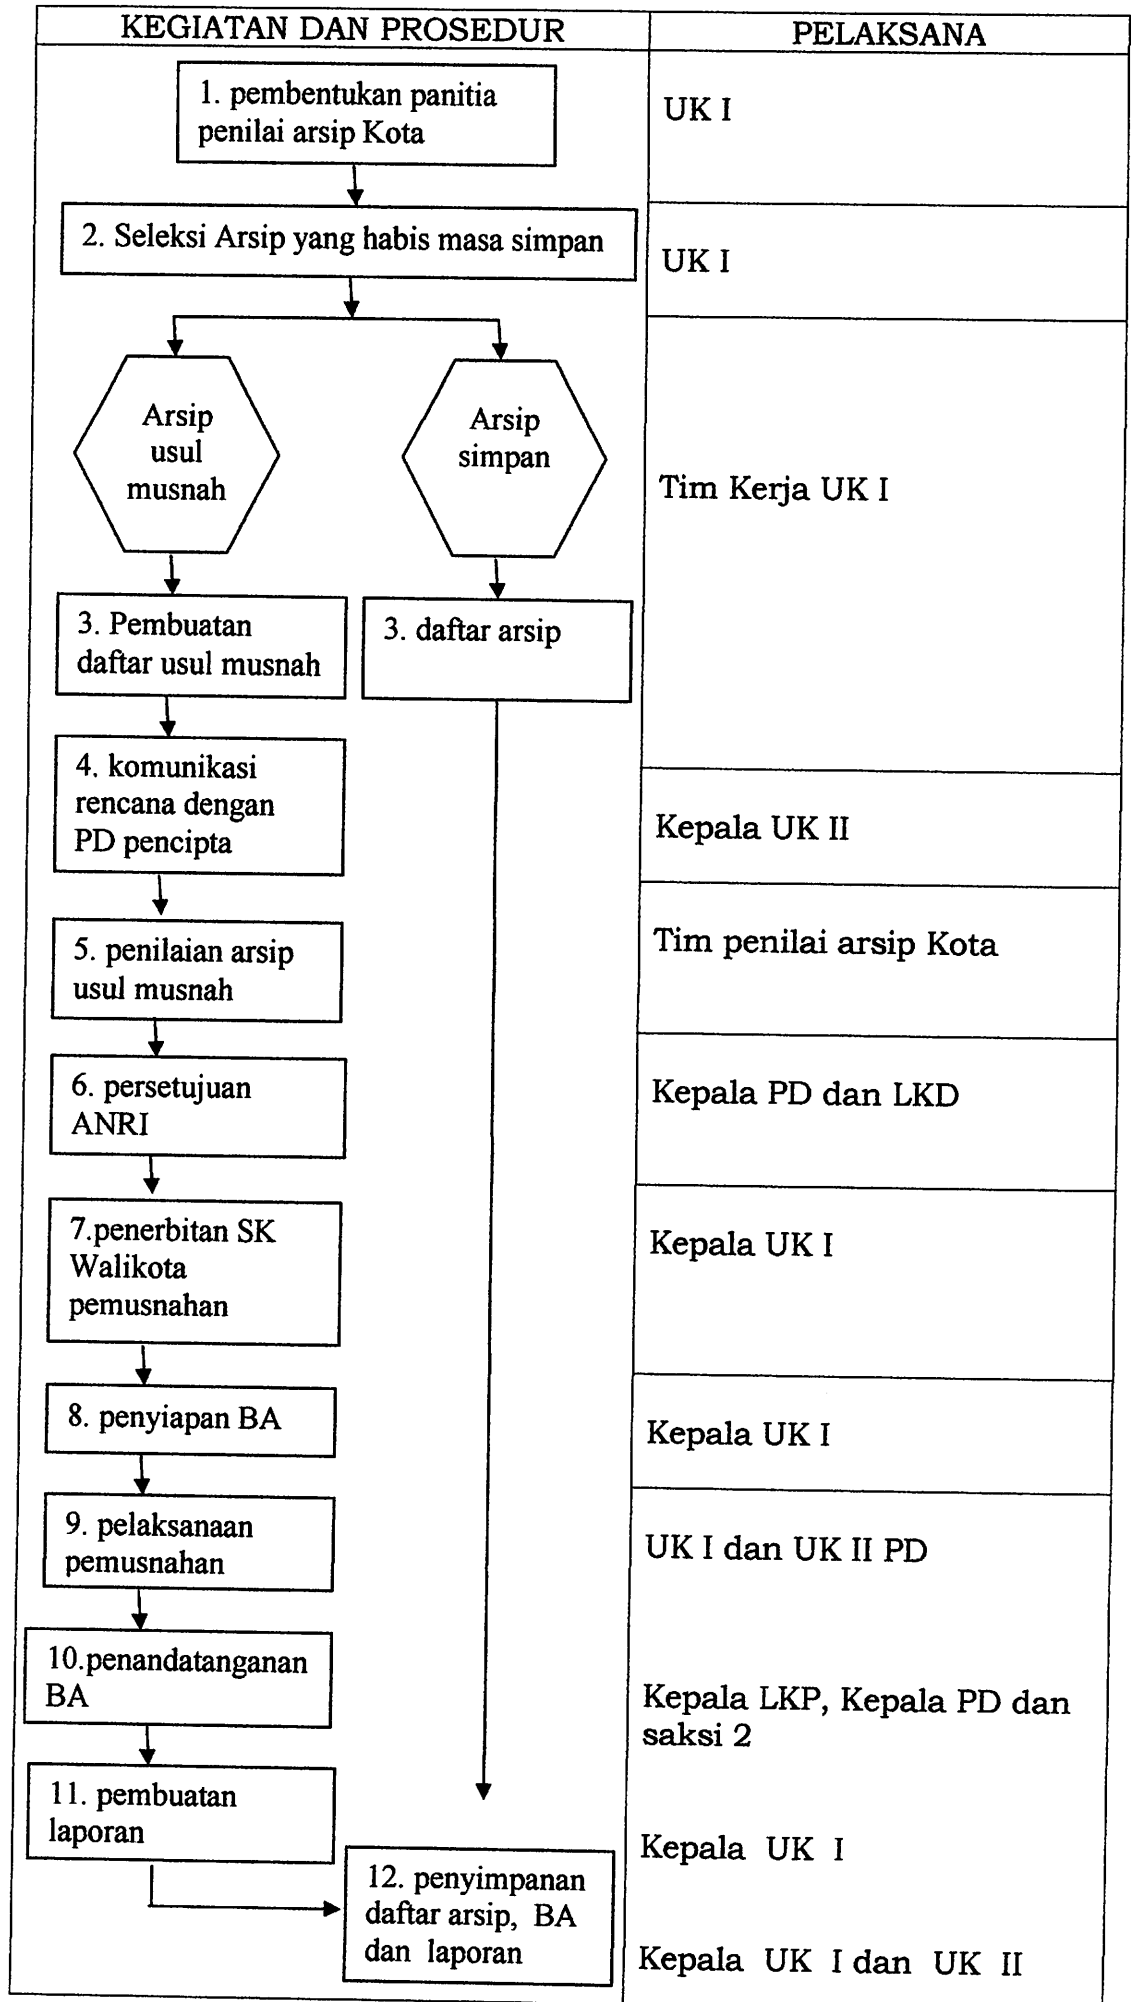 KEGIATAN DAN PROSEDUR
PELAKSANA
1. pembentukan panitia
penilai arsip Kota
UK I
2. Seleksi Arsip yang habis masa simpan
UK I
Arsip
usul
musnah
Arsip
simpan
Tim Kerja UK I
3. Pembuatan
daftar usul musnah
3. daftar arsip
4. komunikasi
rencana dengan
PD pencipta
Kepala UK II
5. penilaian arsip
usul musnah
Tim penilai arsip Kota
6. persetujuan
ANRI
Kepala PD dan LKD
7.penerbitan SK
Walikota
pemusnahan
Kepala UK I
8. penyiapan BA
Kepala UK I
9. pelaksanaan
pemusnahan
UK I dan UK II PD
10.penandatanganan
BA
Kepala LKP, Kepala PD dan
saksi 2
11. pembuatan
laporan
Kepala UK I
12. penyimpanan
daftar arsip, BA
dan laporan
Kepala UK I dan UK II